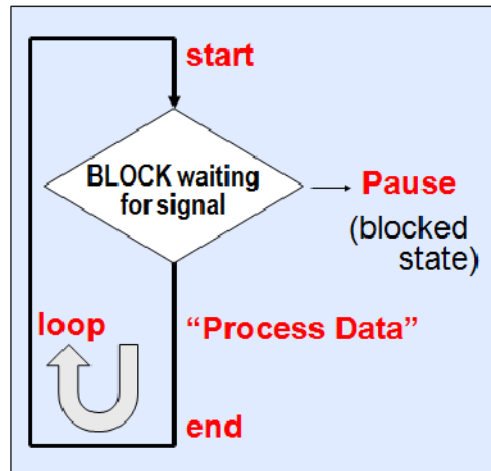 start
BLOCK waiting
for signal
Pause
(blocked
state)
loop
“Process Data”
end